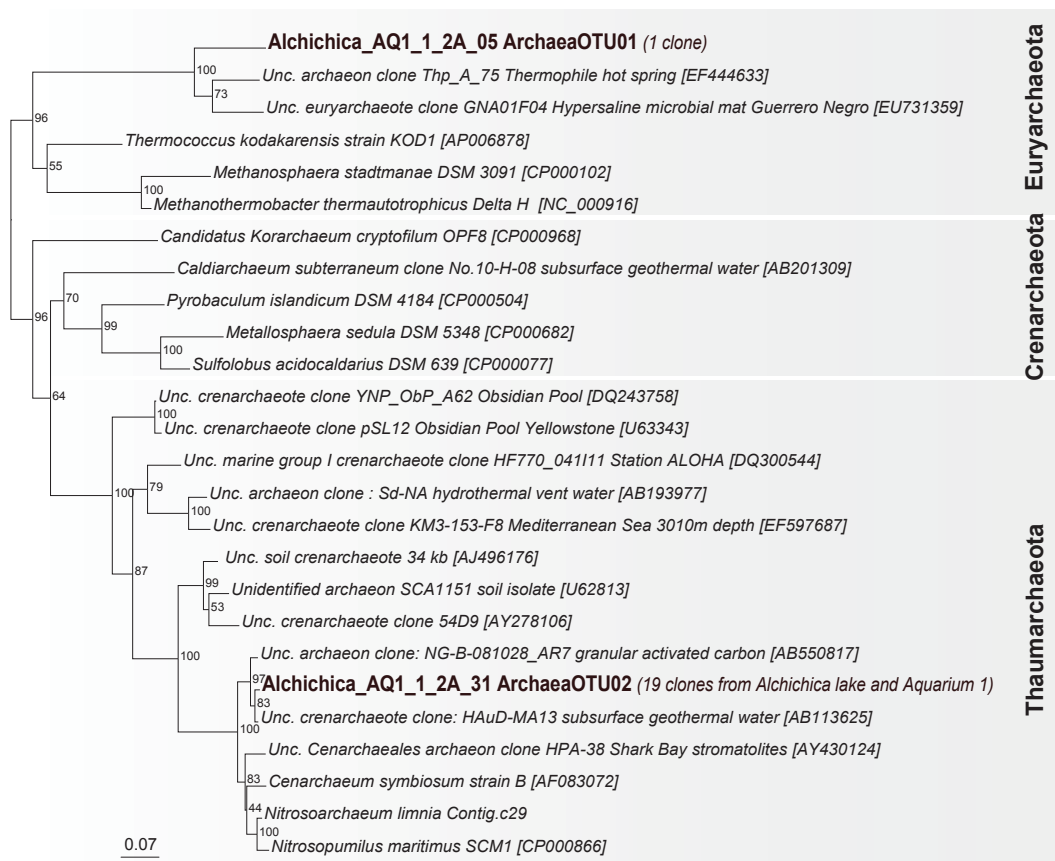 Alchichica_AQ1_1_2A_05 ArchaeaOTU01 (1 clone)
100
Unc. archaeon clone Thp_A_75 Thermophile hot spring [EF444633]
73
Unc. euryarchaeote clone GNA01F04 Hypersaline microbial mat Guerrero Negro [EU731359]
96
Thermococcus kodakarensis strain KOD1 [AP006878]
55
Methanosphaera stadtmanae DSM 3091 [CP000102]
100
Methanothermobacter thermautotrophicus Delta H [NC_000916]
Euryarchaeota
Candidatus Korarchaeum cryptofilum OPF8 [CP000968]
Caldiarchaeum subterraneum clone No.10-H-08 subsurface geothermal water [AB201309]
70
Pyrobaculum islandicum DSM 4184 [CP000504]
96
99
Metallosphaera sedula DSM 5348 [CP000682]
100
Sulfolobus acidocaldarius DSM 639 [CP000077]
Crenarchaeota
64
Unc. crenarchaeote clone YNP_ObP_A62 Obsidian Pool [DQ243758]
100
Unc. crenarchaeote clone pSL12 Obsidian Pool Yellowstone [U63343]
Unc. marine group I crenarchaeote clone HF770_041I11 Station ALOHA [DQ300544]
100
79
Unc. archaeon clone : Sd-NA hydrothermal vent water [AB193977]
100
Unc. crenarchaeote clone KM3-153-F8 Mediterranean Sea 3010m depth [EF597687]
Unc. soil crenarchaeote 34 kb [AJ496176]
87
99
Unidentified archaeon SCA1151 soil isolate [U62813]
53
Unc. crenarchaeote clone 54D9 [AY278106]
100
Unc. archaeon clone: NG-B-081028_AR7 granular activated carbon [AB550817]
97
Alchichica_AQ1_1_2A_31 ArchaeaOTU02 (19 clones from Alchichica lake and Aquarium 1)
83
Unc. crenarchaeote clone: HAuD-MA13 subsurface geothermal water [AB113625]
100
Unc. Cenarchaeales archaeon clone HPA-38 Shark Bay stromatolites [AY430124]
83
Cenarchaeum symbiosum strain B [AF083072]
44
Nitrosoarchaeum limnia Contig.c29
100
Nitrosopumilus maritimus SCM1 [CP000866]
Thaumarchaeota
0.07